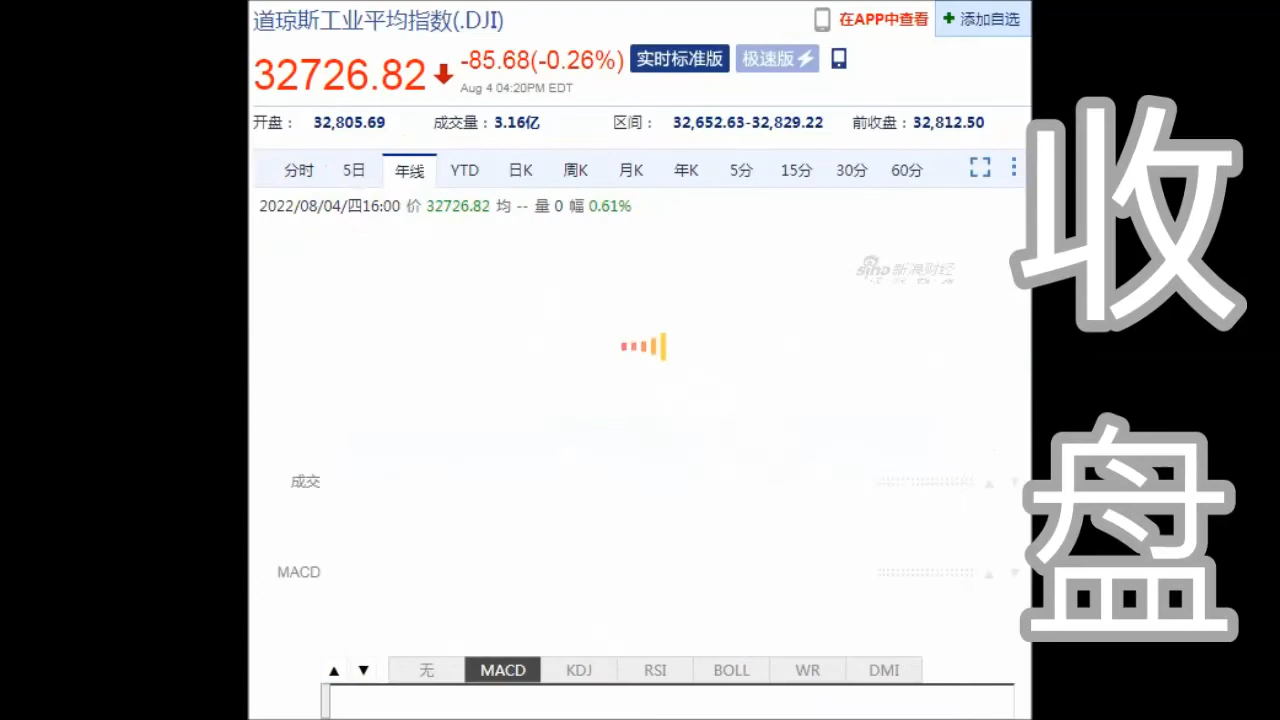 道琼斯工业平均指数(.DJI)
在APP中查看
+ 添加自选
32726.82
-85.68(-0.26%)
实时标准版
极速版
Aug 4 04:20PM EDT
开盘： 32,805.69 成交量：3.16亿 区间： 32,652.63-32,829.22 前收盘：32,812.50
分时 5日 年线 YTD 日K 周K 月K 年K 5分 15分 30分 60分
2022/08/04/四16:00 价 32726.82 均 -- 量 0 幅 0.61%
sina 新浪财经
成交
MACD
▲ ▼ 无 MACD KDJ RSI BOLL WR DMI
收
盘